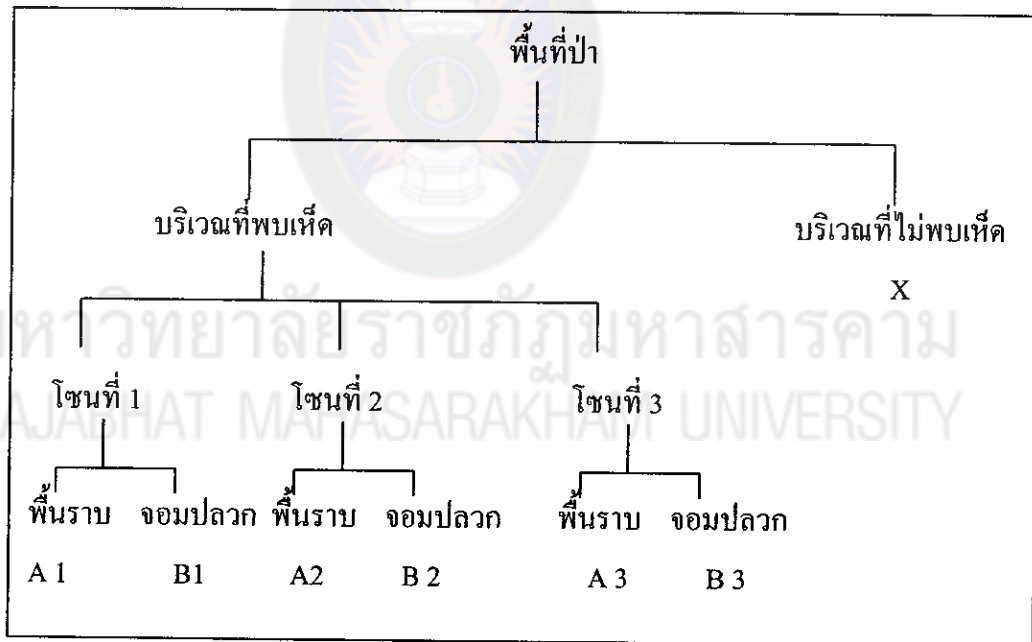 พื้นที่ป่า
บริเวณที่พบเห็ด บริเวณที่ไม่พบเห็ด
X
มหาวิทยาลัยราชภัฏมหาสารคาม
โซนที่ 1 โซนที่ 2 โซนที่ 3
RAJABHAT MAHASARAKHAM UNIVERSITY
พื้นราบ จอมปลวก พื้นราบ จอมปลวก พื้นราบ จอมปลวก
A 1 B1 A2 B 2 A 3 B 3